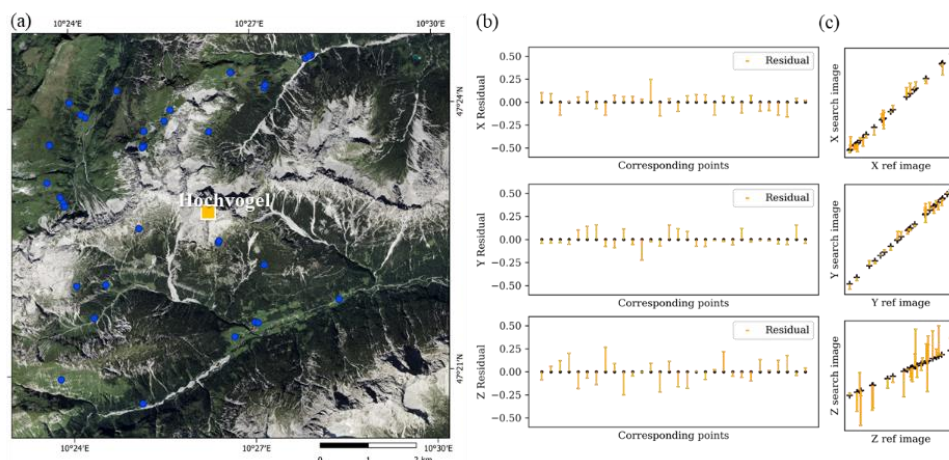 (a)
(b)
(c)
10°24'E
10°27'E
10°30'E
47°24'N
47°21'N
Hochvogel
10°24'E
10°27'E
10°30'E
0 1 2 km
X Residual
0.50
0.25
0.00
−0.25
−0.50
Residual
Corresponding points
X search image
X ref image
Y Residual
0.50
0.25
0.00
−0.25
−0.50
Residual
Corresponding points
Y search image
Y ref image
Z Residual
0.50
0.25
0.00
−0.25
−0.50
Residual
Corresponding points
Z search image
Z ref image